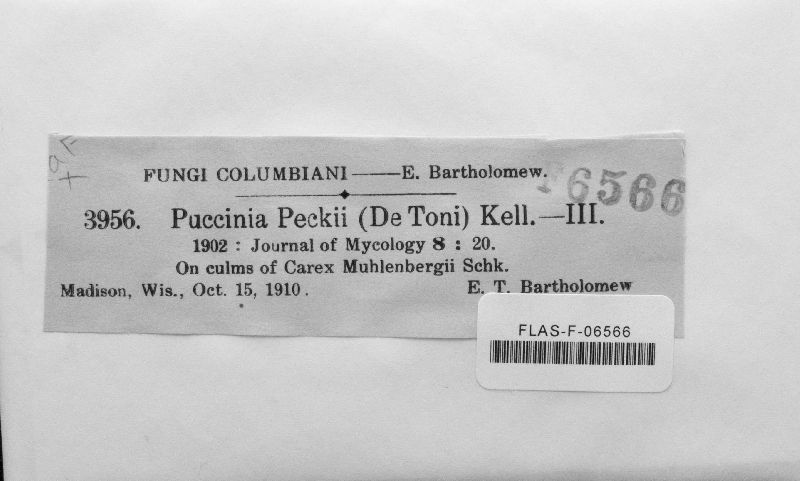 FUNGI COLUMBIANI——E. Bartholomew.
F6566
3956. Puccinia Peckii (De Toni) Kell.—III.
1902 : Journal of Mycology 8 : 20.
On culms of Carex Muhlenbergii Schk.
Madison, Wis., Oct. 15, 1910. E. T. Bartholomew
FLAS-F-06566